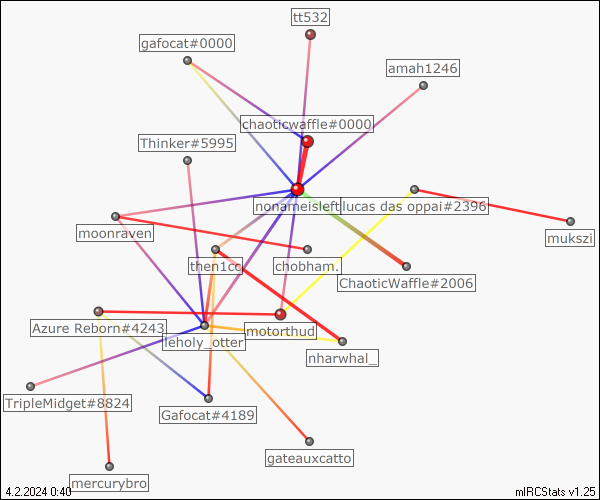 tt532
gafocat#0000
amah1246
chaoticwaffle#0000
Thinker#5995
nonameisleft
lucas das oppai#2396
moonraven
mukszi
then1cc
chobham.
ChaoticWaffle#2006
Azure Reborn#4243
motorthud
leholy_otter
nharwhal_
TripleMidget#8824
Gafocat#4189
gateauxcatto
mercurybro
4.2.2024 0:40
mIRCStats v1.25